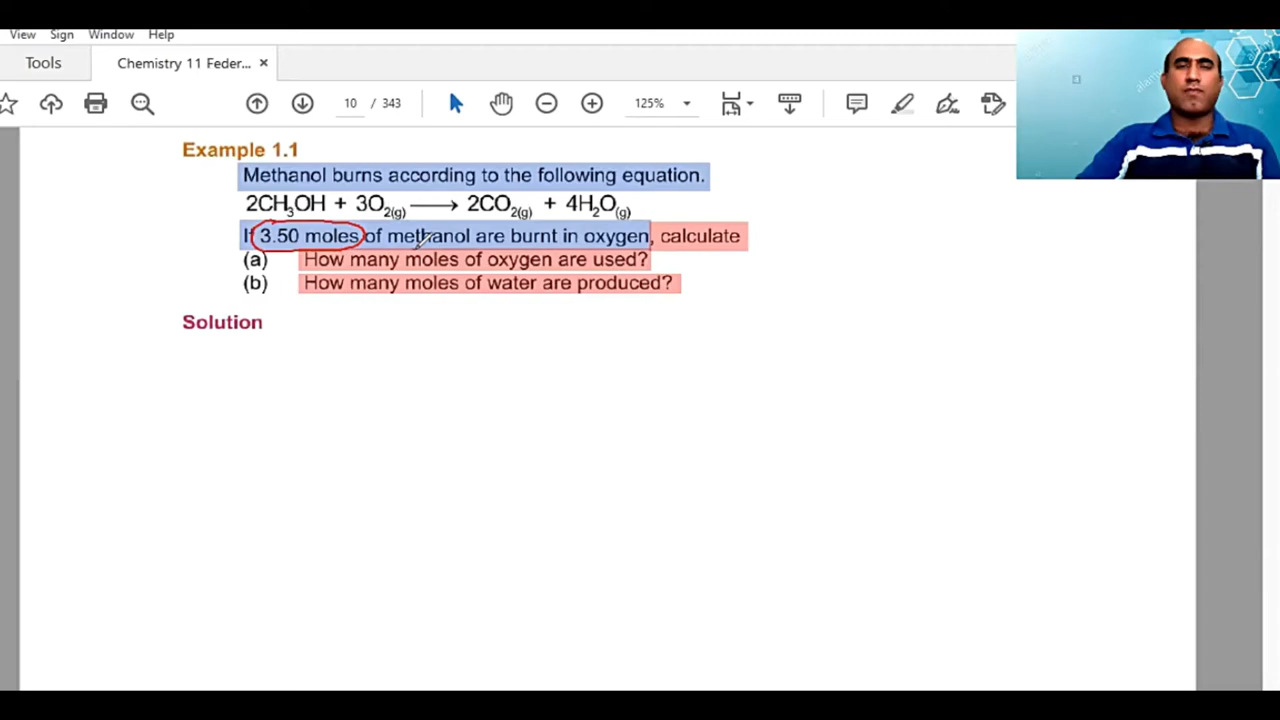 View Sign Window Help
Tools Chemistry 11 Feder... ×
10 / 343 125%
Example 1.1
Methanol burns according to the following equation.
2CH₃OH + 3O₂(g) ⟶ 2CO₂(g) + 4H₂O(g)
If 3.50 moles of methanol are burnt in oxygen, calculate
(a) How many moles of oxygen are used?
(b) How many moles of water are produced?
Solution